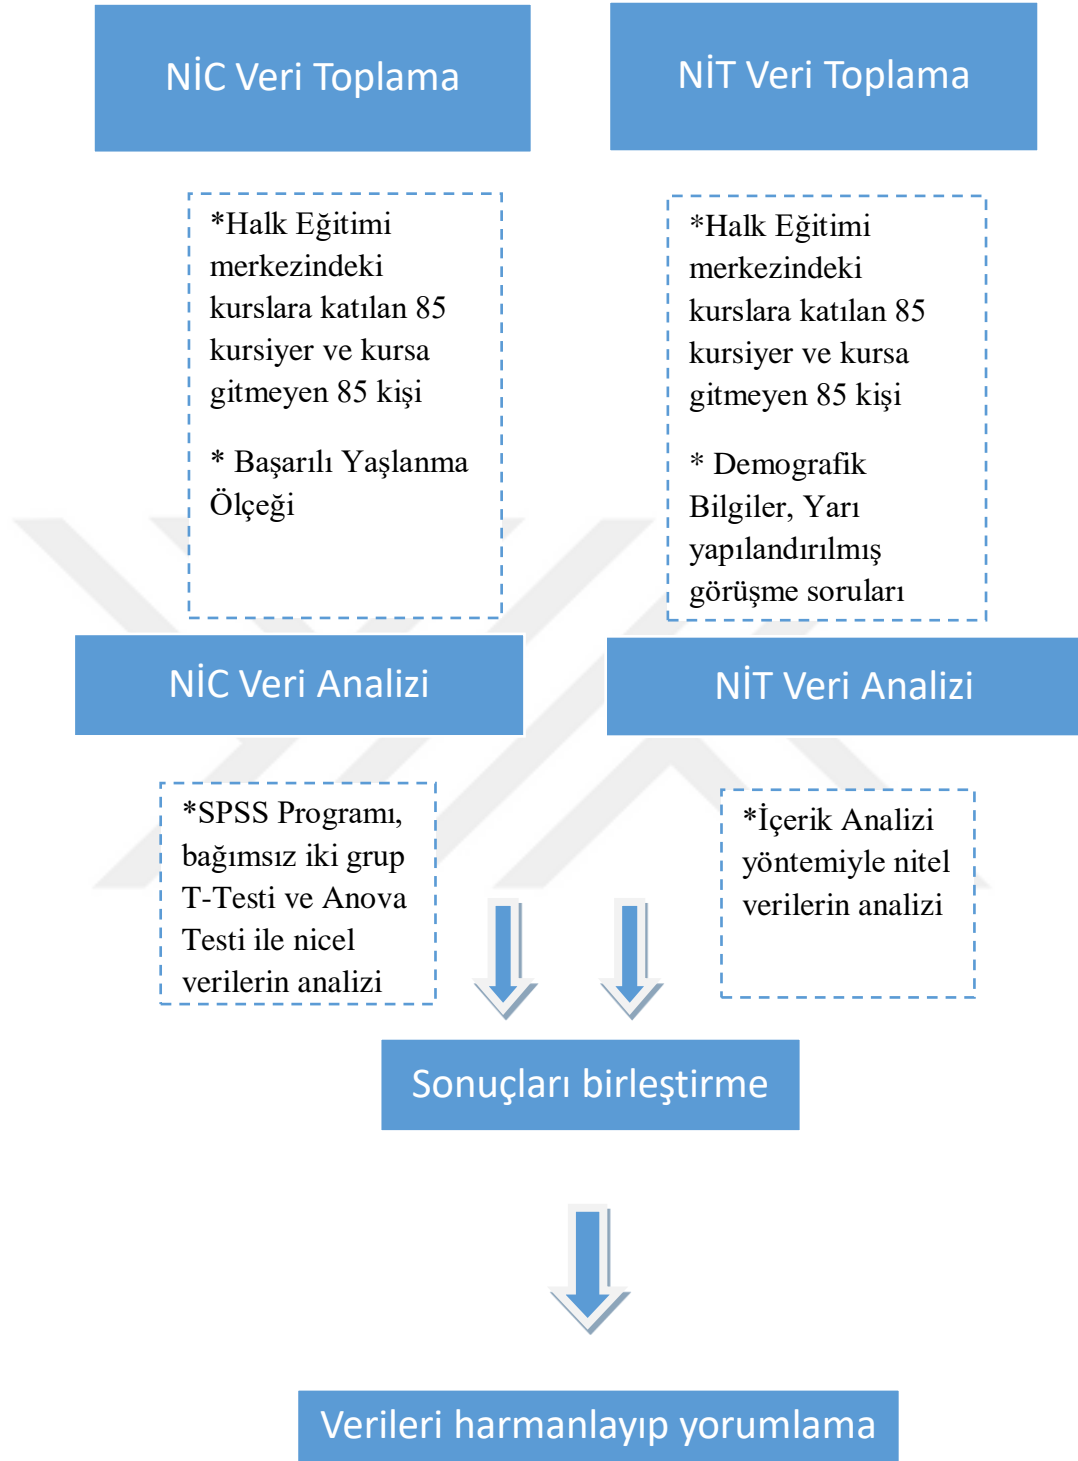 NİC Veri Toplama
NİT Veri Toplama
*Halk Eğitimi
merkezindeki
kurslara katılan 85
kursiyer ve kursa
gitmeyen 85 kişi
* Başarılı Yaşlanma
Ölçeği
*Halk Eğitimi
merkezindeki
kurslara katılan 85
kursiyer ve kursa
gitmeyen 85 kişi
* Demografik
Bilgiler, Yarı
yapılandırılmış
görüşme soruları
NİC Veri Analizi
NİT Veri Analizi
*SPSS Programı,
bağımsız iki grup
T-Testi ve Anova
Testi ile nicel
verilerin analizi
*İçerik Analizi
yöntemiyle nitel
verilerin analizi
Sonuçları birleştirme
Verileri harmanlayıp yorumlama